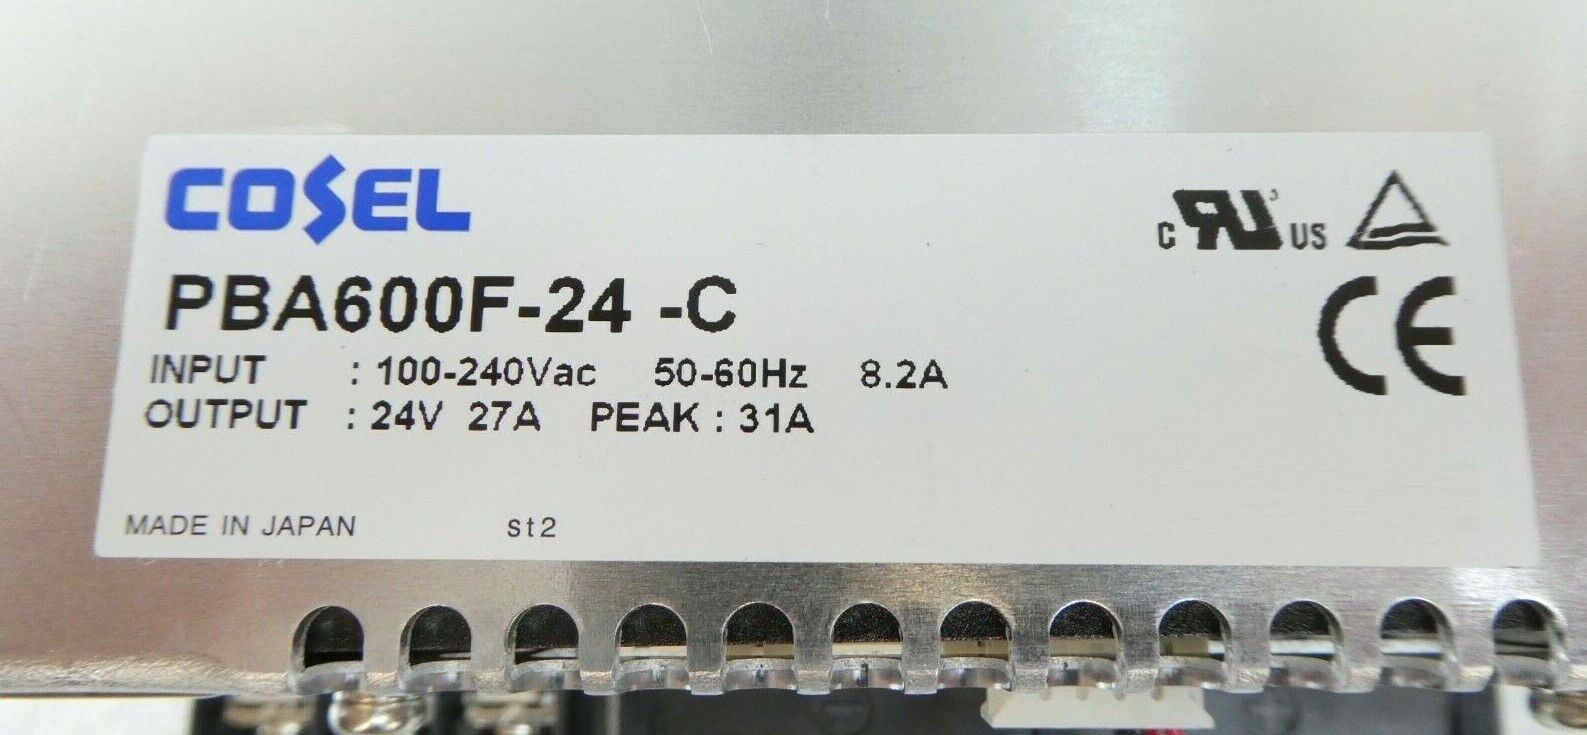 COSEL
PBA600F-24 -C
INPUT : 100-240Vac 50-60Hz 8.2A
OUTPUT : 24V 27A PEAK : 31A
MADE IN JAPAN st2
C RU US
CE